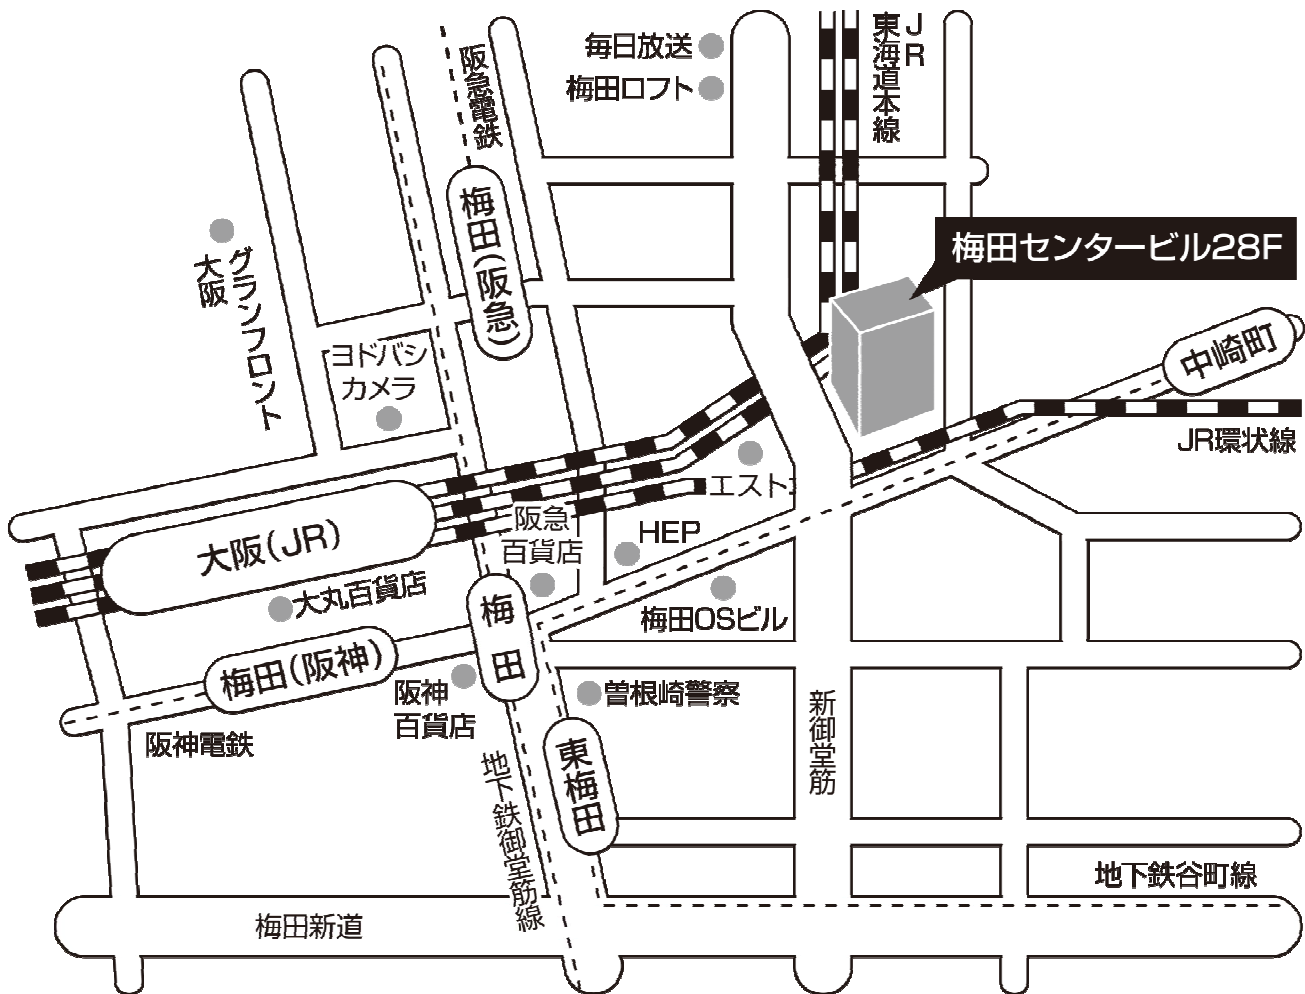 毎日放送
梅田ロフト
阪急電鉄
JR
東海道本線
梅田(阪急)
梅田センタービル28F
グランフロント
大阪
ヨドバシ
カメラ
中崎町
JR環状線
エスト
HEP
阪急
百貨店
大阪(JR)
大丸百貨店
梅田OSビル
梅田
梅田(阪神)
阪神電鉄
阪神
百貨店
曽根崎警察
東梅田
新御堂筋
地下鉄御堂筋線
地下鉄谷町線
梅田新道